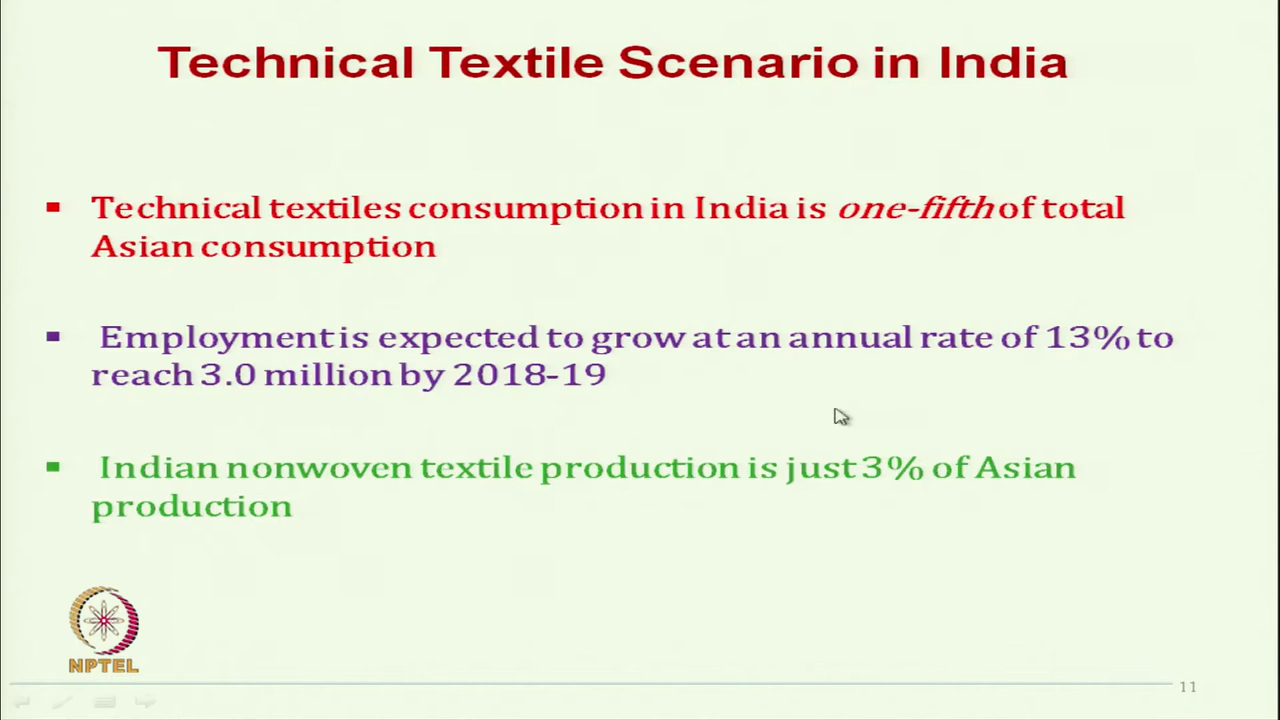 Technical Textile Scenario in India
▪ Technical textiles consumption in India is one-fifth of total
Asian consumption
▪ Employment is expected to grow at an annual rate of 13% to
reach 3.0 million by 2018-19
▪ Indian nonwoven textile production is just 3% of Asian
production
NPTEL
11